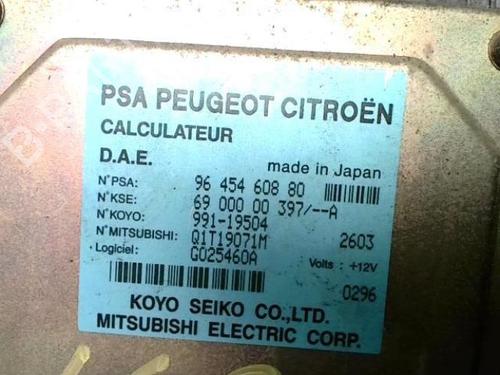 PSA PEUGEOT CITROËN
CALCULATEUR
D.A.E.
made in Japan
N°PSA: 96 454 608 80
N°KSE: 69 000 00 397/--A
N°KOYO: 991-19504
N°MITSUBISHI: Q1T19071M 2603
Logiciel: G025460A Volts : +12V
0296
KOYO SEIKO CO.,LTD.
MITSUBISHI ELECTRIC CORP.